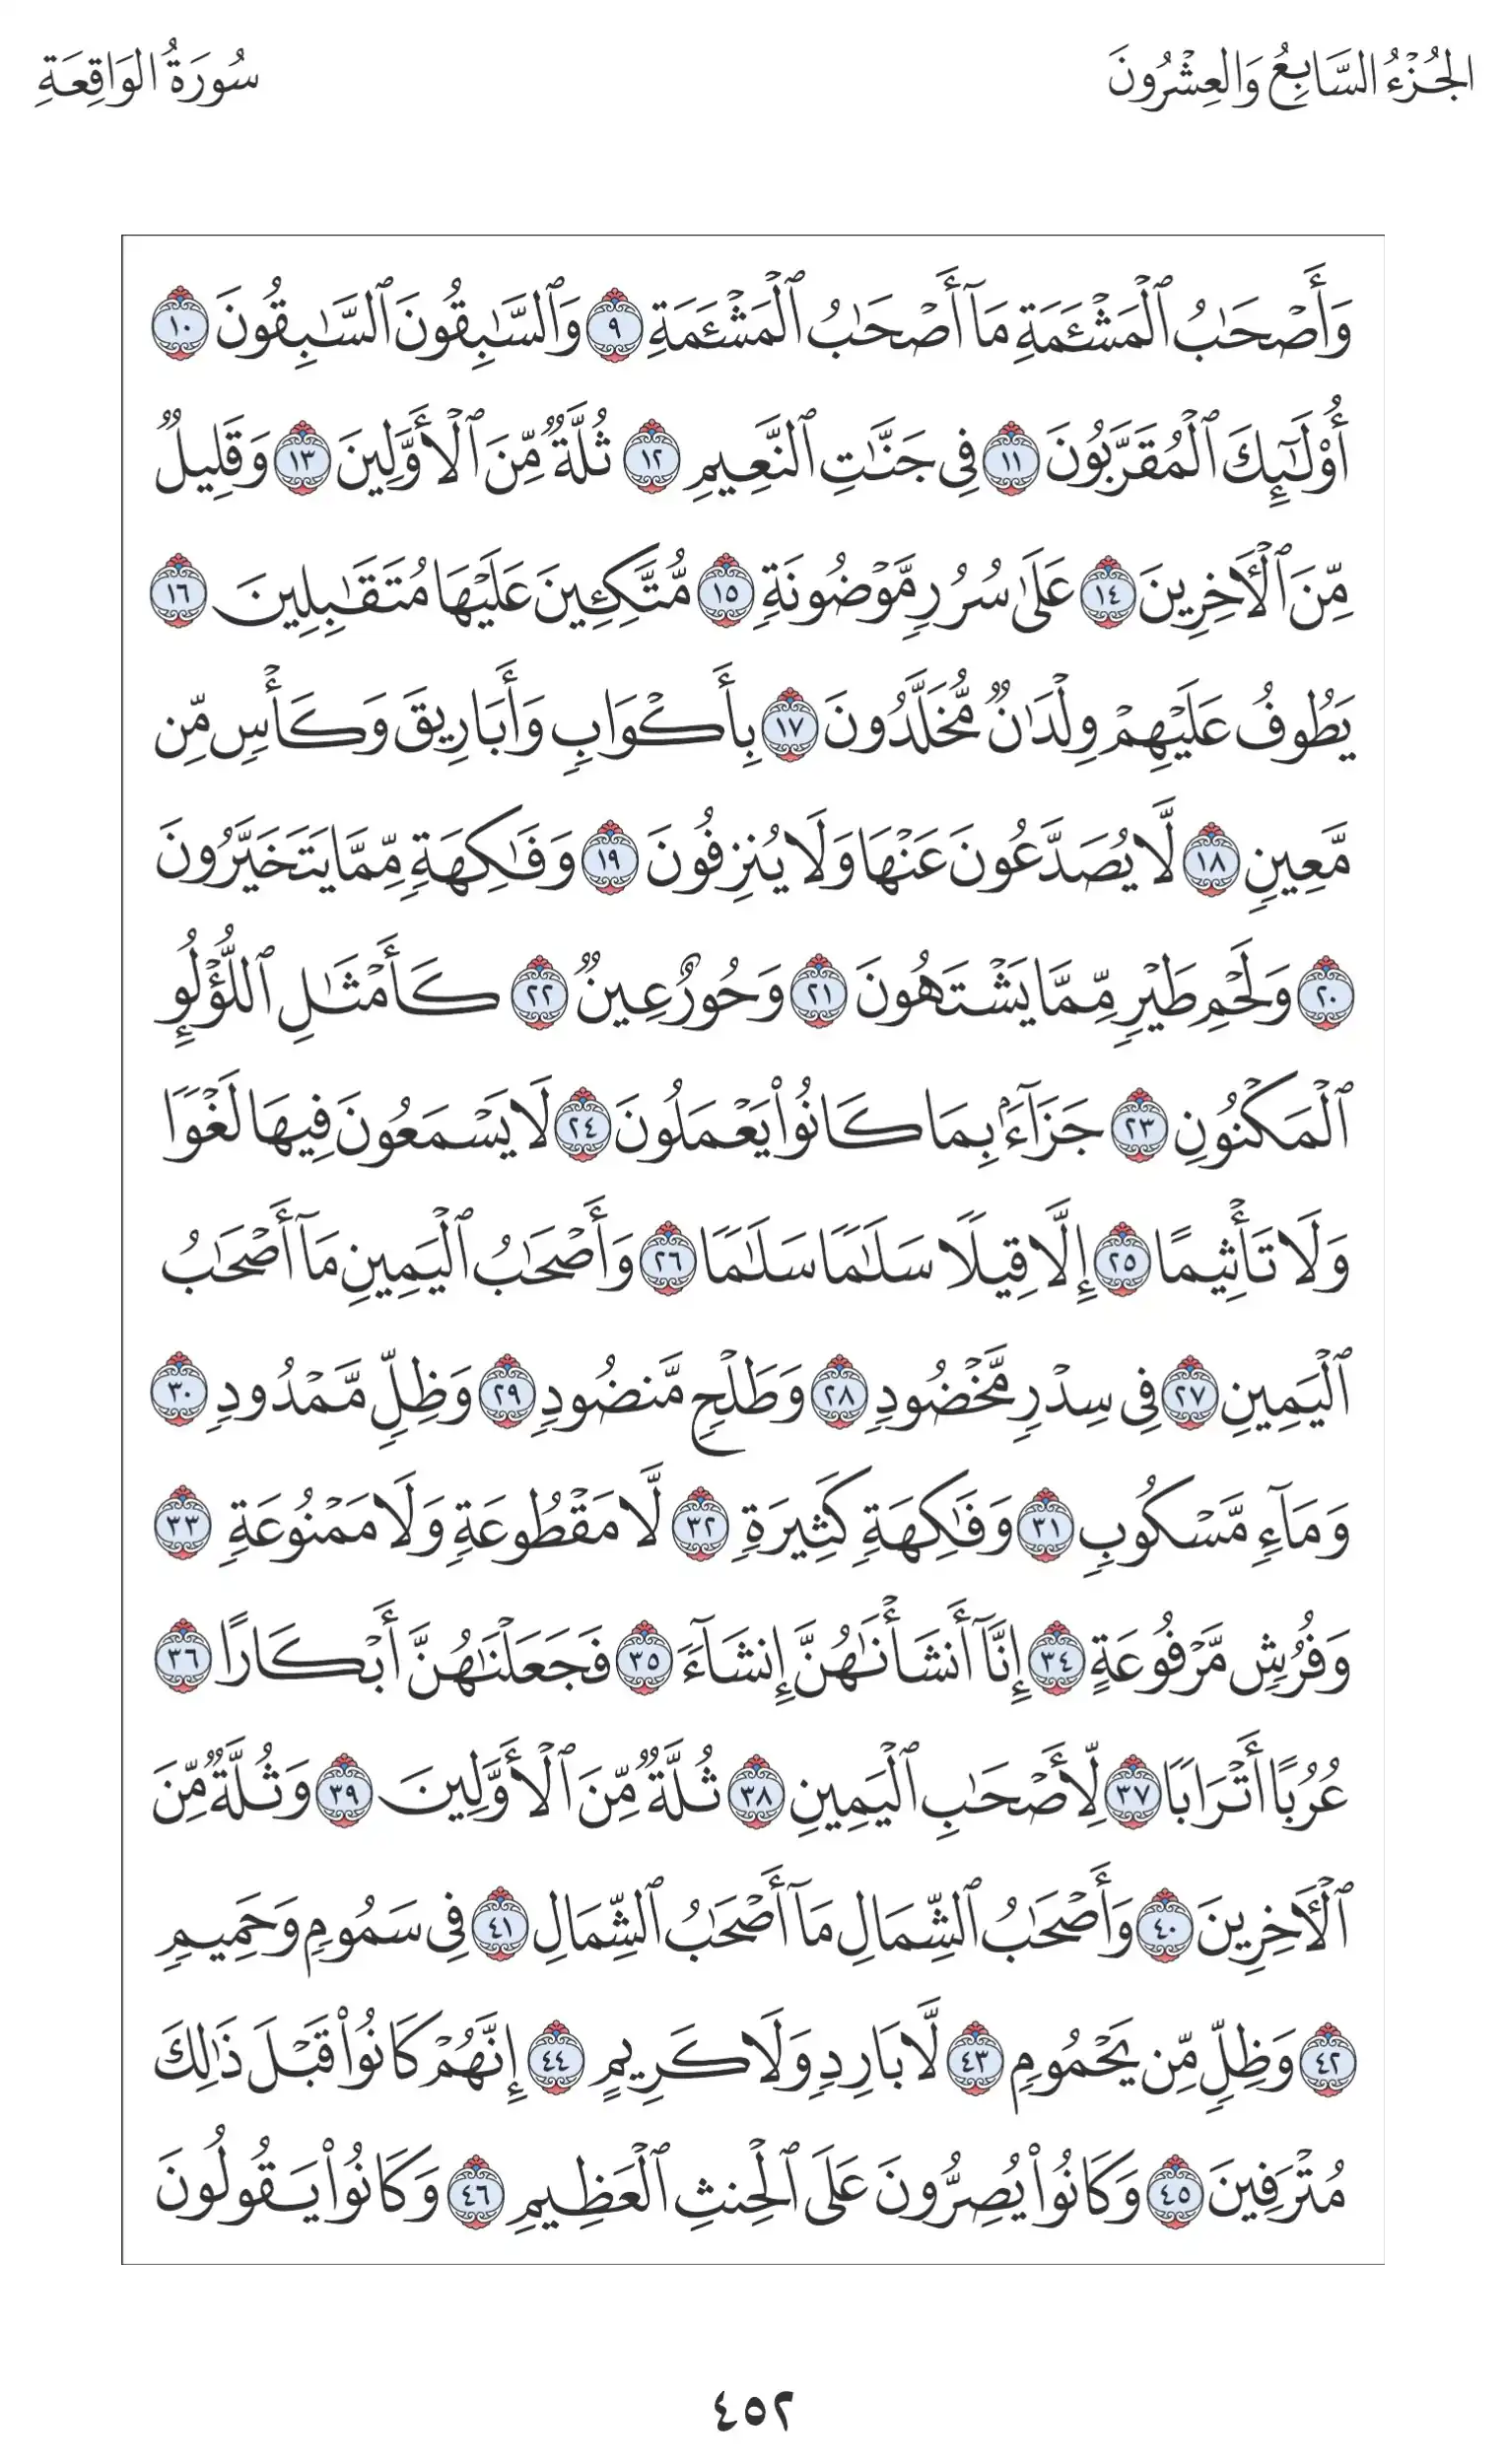 الجُزْءُ السَّابِعُ وَالعِشْرُونَ
سُورَةُ الوَاقِعَةِ
وَأَصْحَٰبُ ٱلْمَشْـَٔمَةِ مَآ أَصْحَٰبُ ٱلْمَشْـَٔمَةِ ٩ وَٱلسَّٰبِقُونَ ٱلسَّٰبِقُونَ ١٠
أُوْلَٰٓئِكَ ٱلْمُقَرَّبُونَ ١١ فِى جَنَّٰتِ ٱلنَّعِيمِ ١٢ ثُلَّةٌ مِّنَ ٱلْأَوَّلِينَ ١٣ وَقَلِيلٌ
مِّنَ ٱلْأَخِرِينَ ١٤ عَلَىٰ سُرُرٍ مَّوْضُونَةٍ ١٥ مُّتَّكِـِٔينَ عَلَيْهَا مُتَقَٰبِلِينَ ١٦
يَطُوفُ عَلَيْهِمْ وِلْدَٰنٌ مُّخَلَّدُونَ ١٧ بِأَكْوَابٍ وَأَبَارِيقَ وَكَأْسٍ مِّن
مَّعِينٍ ١٨ لَّا يُصَدَّعُونَ عَنْهَا وَلَا يُنزِفُونَ ١٩ وَفَٰكِهَةٍ مِّمَّا يَتَخَيَّرُونَ
٢٠ وَلَحْمِ طَيْرٍ مِّمَّا يَشْتَهُونَ ٢١ وَحُورٌ عِينٌ ٢٢ كَأَمْثَٰلِ ٱللُّؤْلُوِٕ
ٱلْمَكْنُونِ ٢٣ جَزَآءَۢ بِمَا كَانُواْ يَعْمَلُونَ ٢٤ لَا يَسْمَعُونَ فِيهَا لَغْوًا
وَلَا تَأْثِيمًا ٢٥ إِلَّا قِيلًا سَلَٰمًا سَلَٰمًا ٢٦ وَأَصْحَٰبُ ٱلْيَمِينِ مَآ أَصْحَٰبُ
ٱلْيَمِينِ ٢٧ فِى سِدْرٍ مَّخْضُودٍ ٢٨ وَطَلْحٍ مَّنضُودٍ ٢٩ وَظِلٍّ مَّمْدُودٍ ٣٠
وَمَآءٍ مَّسْكُوبٍ ٣١ وَفَٰكِهَةٍ كَثِيرَةٍ ٣٢ لَّا مَقْطُوعَةٍ وَلَا مَمْنُوعَةٍ ٣٣
وَفُرُشٍ مَّرْفُوعَةٍ ٣٤ إِنَّآ أَنشَأْنَٰهُنَّ إِنشَآءً ٣٥ فَجَعَلْنَٰهُنَّ أَبْكَارًا ٣٦
عُرُبًا أَتْرَابًا ٣٧ لِّأَصْحَٰبِ ٱلْيَمِينِ ٣٨ ثُلَّةٌ مِّنَ ٱلْأَوَّلِينَ ٣٩ وَثُلَّةٌ مِّنَ
ٱلْأَخِرِينَ ٤٠ وَأَصْحَٰبُ ٱلشِّمَالِ مَآ أَصْحَٰبُ ٱلشِّمَالِ ٤١ فِى سَمُومٍ وَحَمِيمٍ
٤٢ وَظِلٍّ مِّن يَحْمُومٍ ٤٣ لَّا بَارِدٍ وَلَا كَرِيمٍ ٤٤ إِنَّهُمْ كَانُواْ قَبْلَ ذَٰلِكَ
مُتْرَفِينَ ٤٥ وَكَانُواْ يُصِرُّونَ عَلَى ٱلْحِنثِ ٱلْعَظِيمِ ٤٦ وَكَانُواْ يَقُولُونَ
٤٥٢